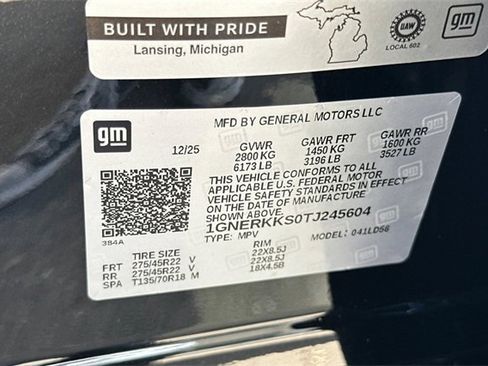 BUILT WITH PRIDE
Lansing, Michigan
UAW
LOCAL 602
gm
gm
MFD BY GENERAL MOTORS LLC
12/25 GVWR GAWR FRT GAWR RR
2800 KG 1450 KG 1600 KG
6173 LB 3196 LB 3527 LB
THIS VEHICLE CONFORMS TO ALL
APPLICABLE U.S. FEDERAL MOTOR
VEHICLE SAFETY STANDARDS IN EFFECT
ON THE DATE OF MANUFACTURE
SHOWN ABOVE.
384A
1GNERKKS0TJ245604
TYPE: MPV MODEL: 041LD56
TIRE SIZE RIM
FRT 275/45R22 V 22X8.5J
RR 275/45R22 V 22X8.5J
SPA T135/70R18 M 18X4.5B